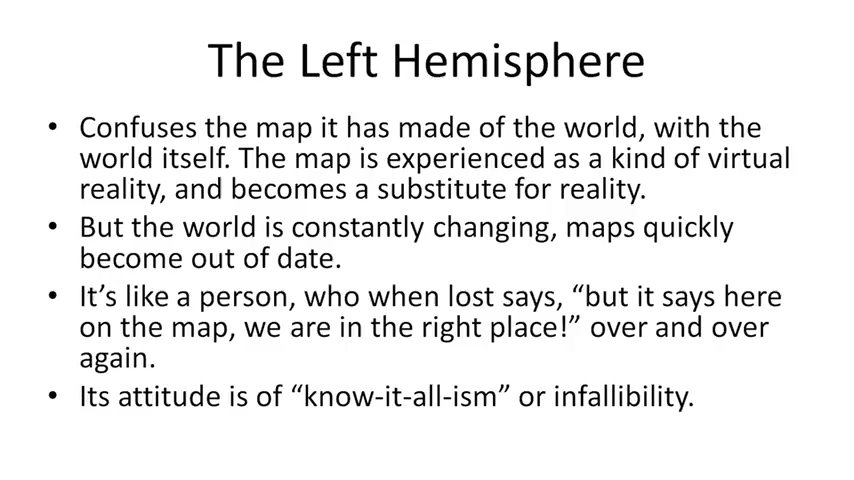 The Left Hemisphere
• Confuses the map it has made of the world, with the
world itself. The map is experienced as a kind of virtual
reality, and becomes a substitute for reality.
• But the world is constantly changing, maps quickly
become out of date.
• It’s like a person, who when lost says, “but it says here
on the map, we are in the right place!” over and over
again.
• Its attitude is of “know-it-all-ism” or infallibility.